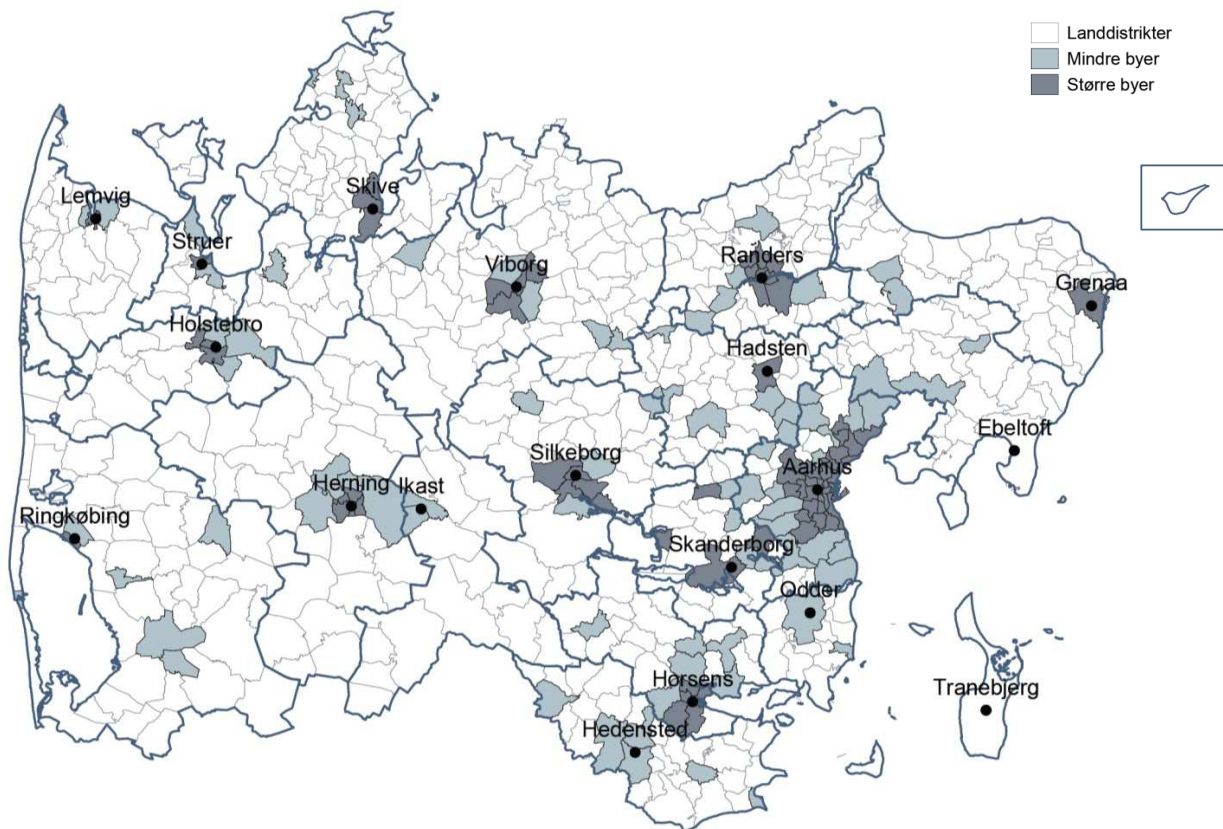 Landdistrikter
Mindre byer
Større byer
Lemvig
Skive
Struer
Viborg
Randers
Grenaa
Holstebro
Hadsten
Ebeltoft
Silkeborg
Aarhus
Herning
Ikast
Ringkøbing
Skanderborg
Odder
Horsens
Tranebjerg
Hedensted